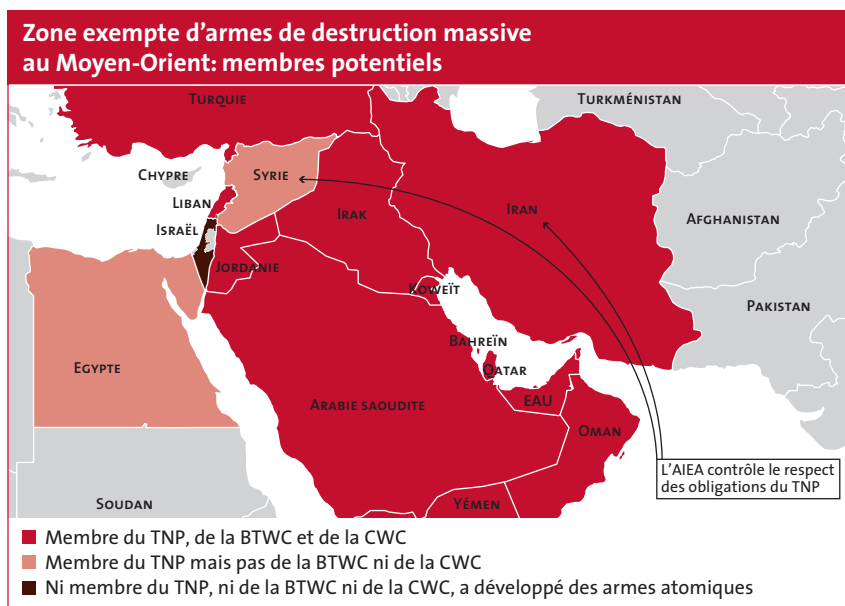 Zone exempte d'armes de destruction massive
au Moyen-Orient: membres potentiels
Turquie
Turkménistan
Chypre
Syrie
Liban
Irak
Iran
Israël
Afghanistan
Jordanie
Koweït
Pakistan
Bahreïn
Egypte
Qatar
Arabie saoudite
EAU
Oman
L'AIEA contrôle le respect
des obligations du TNP
Soudan
Yémen
Membre du TNP, de la BTWC et de la CWC
Membre du TNP mais pas de la BTWC ni de la CWC
Ni membre du TNP, ni de la BTWC ni de la CWC, a développé des armes atomiques